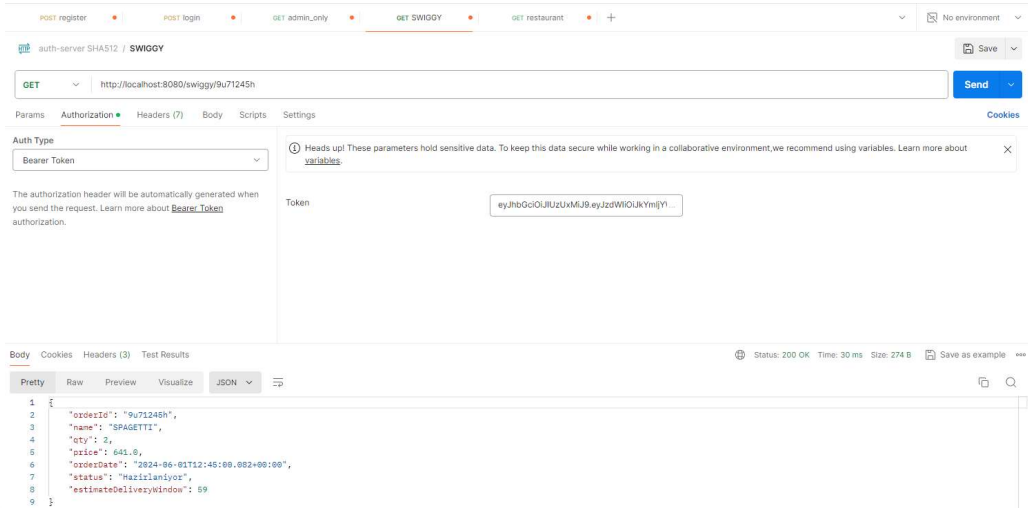 POST register
POST login
GET admin_only
GET SWIGGY
GET restaurant
No environment
HTTP auth-server SHA512 / SWIGGY
Save
GET http://localhost:8080/swiggy/9u71245h
Send
Params Authorization Headers (7) Body Scripts Settings
Cookies
Auth Type
Bearer Token
The authorization header will be automatically generated when
you send the request. Learn more about Bearer Token
authorization.
Heads up! These parameters hold sensitive data. To keep this data secure while working in a collaborative environment,we recommend using variables. Learn more about
variables.
Token
Body Cookies Headers (3) Test Results
Status: 200 OK Time: 30 ms Size: 274 B Save as example
Pretty Raw Preview Visualize JSON
1 {
2 "orderId": "9u71245h",
3 "name": "SPAGETTI",
4 "qty": 2,
5 "price": 641.0,
6 "orderDate": "2024-06-01T12:45:00.082+00:00",
7 "status": "Hazirlaniyor",
8 "estimateDeliveryWindow": 59
9 }